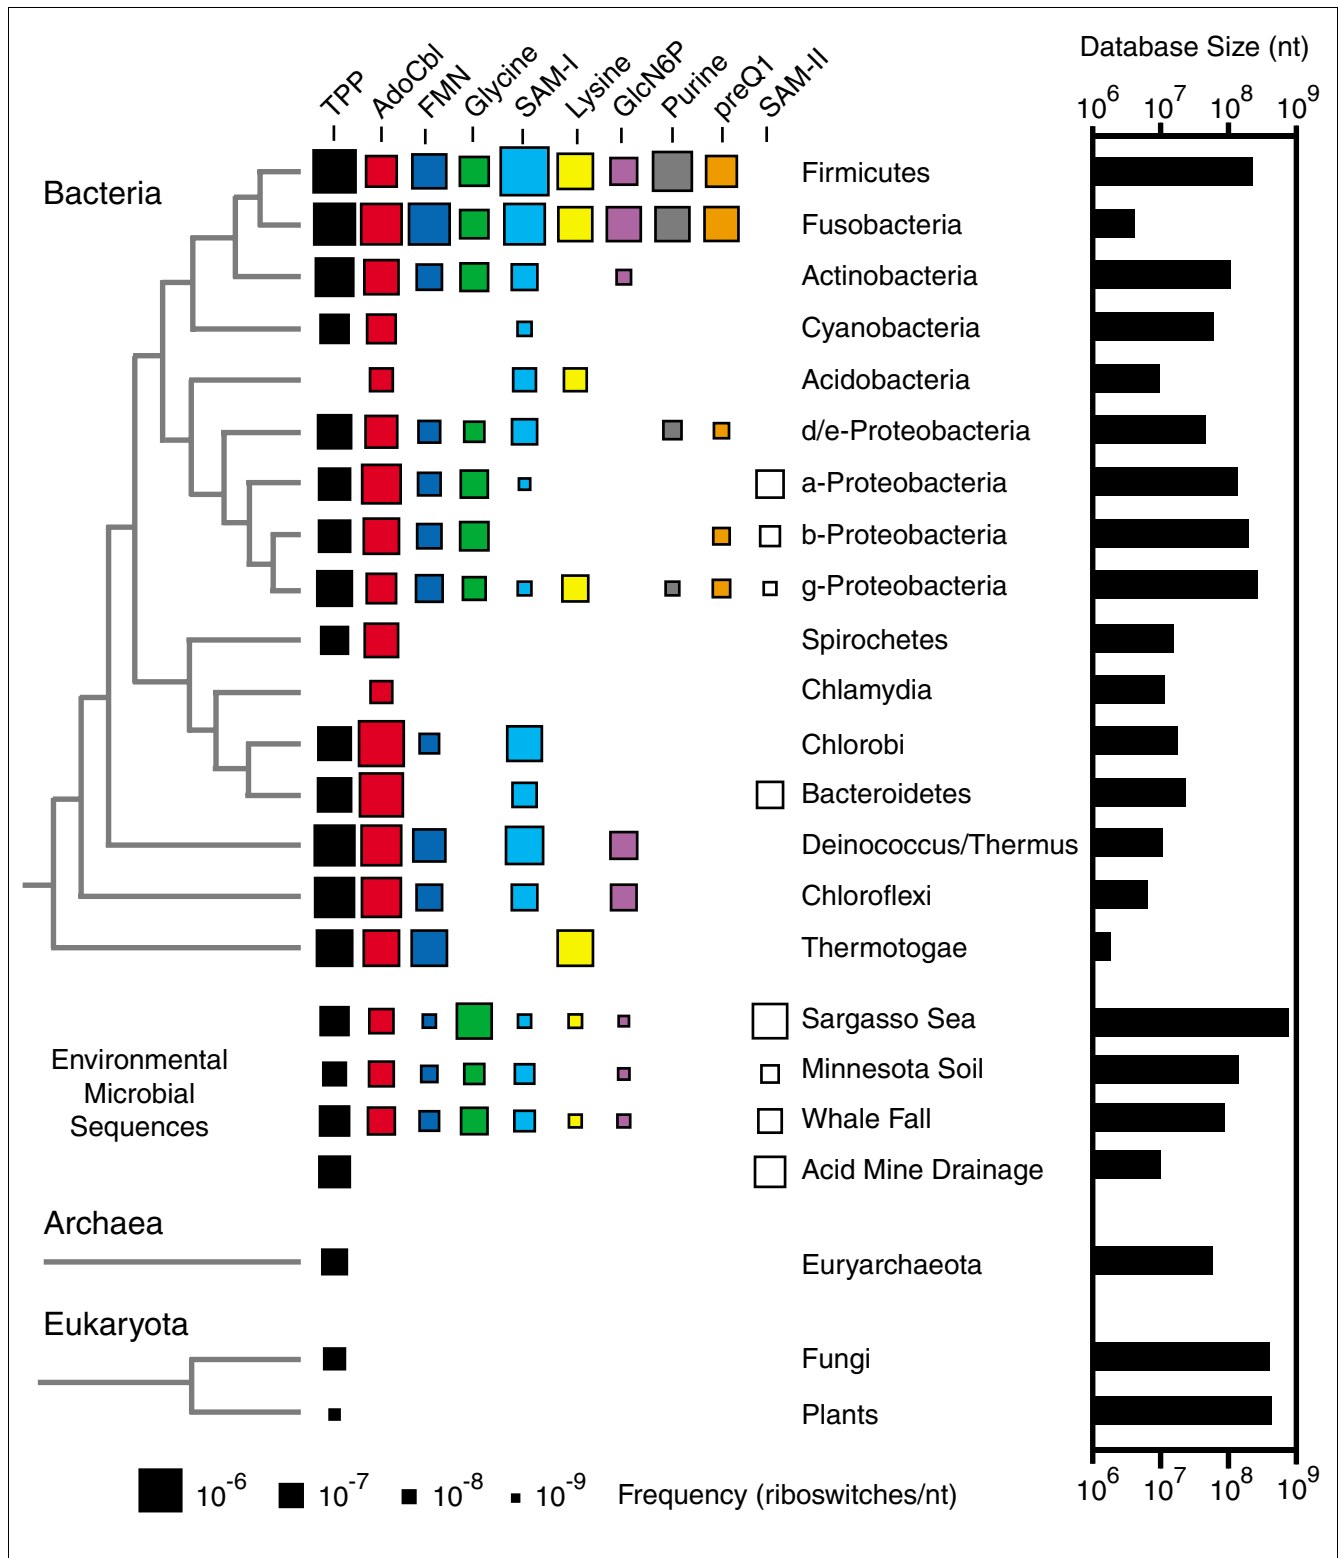 TPP
AdoCbl
FMN
Glycine
SAM-I
Lysine
GlcN6P
Purine
preQ1
SAM-II
Database Size (nt)
10^6 10^7 10^8 10^9
Bacteria
Firmicutes
Fusobacteria
Actinobacteria
Cyanobacteria
Acidobacteria
d/e-Proteobacteria
a-Proteobacteria
b-Proteobacteria
g-Proteobacteria
Spirochetes
Chlamydia
Chlorobi
Bacteroidetes
Deinococcus/Thermus
Chloroflexi
Thermotogae
Environmental
Microbial
Sequences
Sargasso Sea
Minnesota Soil
Whale Fall
Acid Mine Drainage
Archaea
Euryarchaeota
Eukaryota
Fungi
Plants
10^6 10^7 10^8 10^9
10^-6 10^-7 10^-8 10^-9 Frequency (riboswitches/nt)